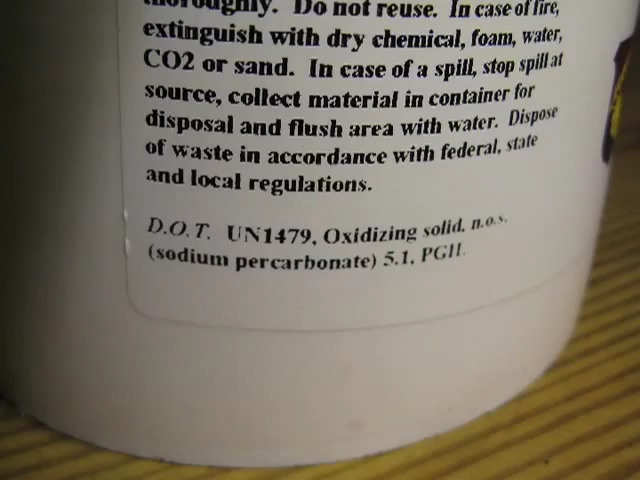 thoroughly. Do not reuse. In case of fire,
extinguish with dry chemical, foam, water,
CO2 or sand. In case of a spill, stop spill at
source, collect material in container for
disposal and flush area with water. Dispose
of waste in accordance with federal, state
and local regulations.
D.O.T. UN1479, Oxidizing solid, n.o.s.
(sodium percarbonate) 5.1, PGII.